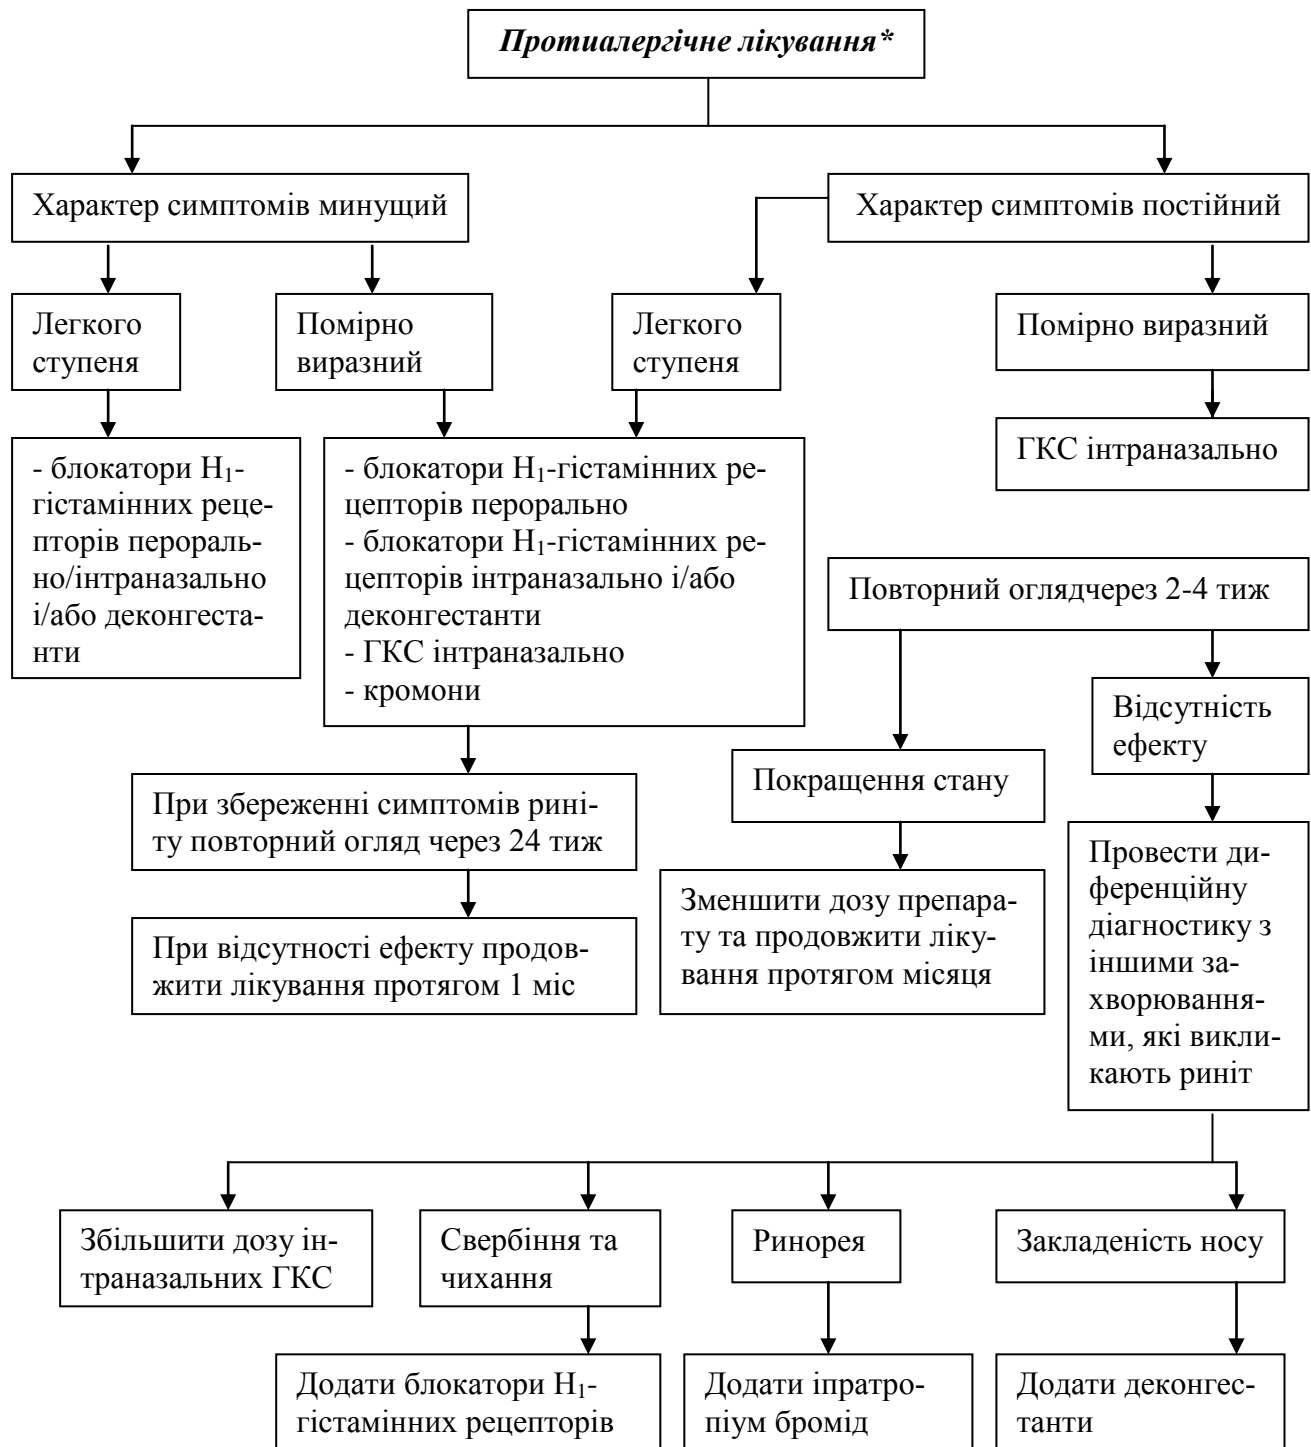 Протиалергічне лікування*
Характер симптомів минущий
Характер симптомів постійний
Легкого
ступеня
Помірно
виразний
Легкого
ступеня
Помірно виразний
- блокатори Н₁-
гістамінних реце-
пторів перораль-
но/інтраназально
і/або деконгеста-
нти
- блокатори Н₁-гістамінних ре-
цепторів перорально
- блокатори Н₁-гістамінних ре-
цепторів інтраназально і/або
деконгестанти
- ГКС інтраназально
- кромони
ГКС інтраназально
Повторний оглядчерез 2-4 тиж
Відсутність
ефекту
Покращення стану
При збереженні симптомів рині-
ту повторний огляд через 24 тиж
Провести ди-
ференційну
діагностику з
іншими за-
хворювання-
ми, які викли-
кають риніт
Зменшити дозу препара-
ту та продовжити ліку-
вання протягом місяця
При відсутності ефекту продов-
жити лікування протягом 1 міс
Збільшити дозу ін-
траназальних ГКС
Свербіння та
чихання
Ринорея
Закладеність носу
Додати блокатори Н₁-
гістамінних рецепторів
Додати іпратро-
піум бромід
Додати деконгес-
танти